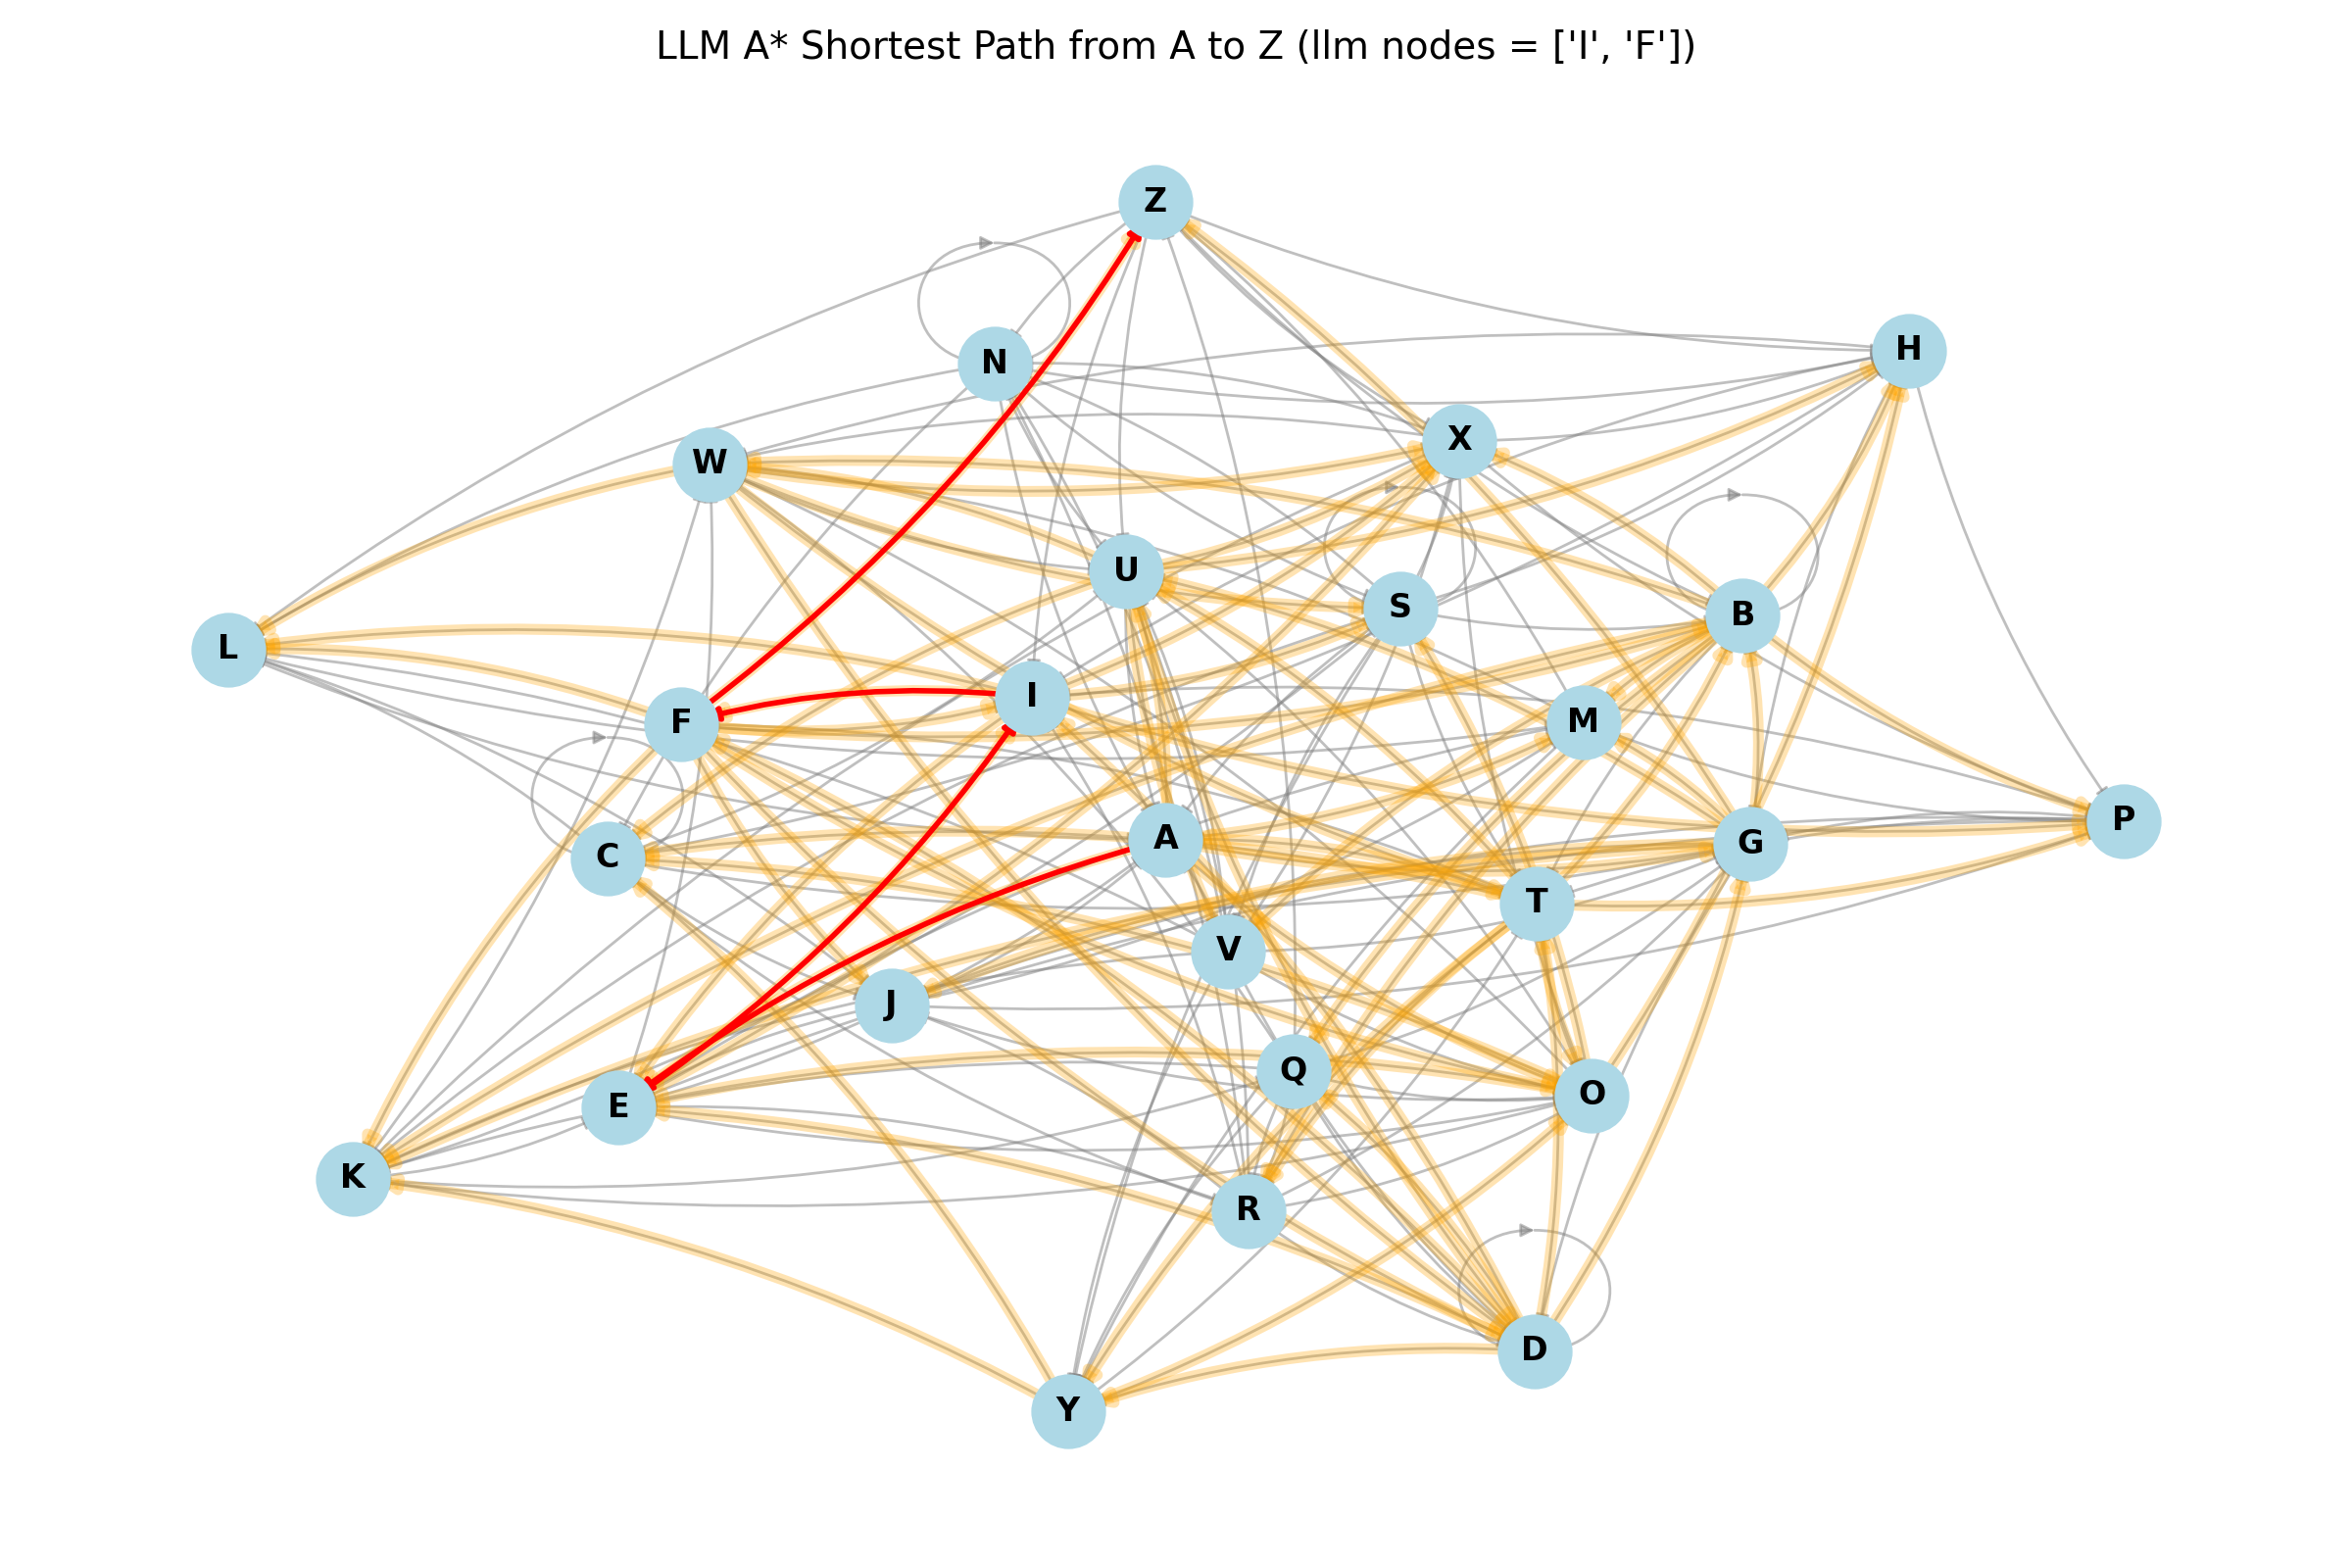 LLM A* Shortest Path from A to Z (llm nodes = ['I', 'F'])
Z
N
H
X
W
U
S
B
L
I
F
M
A
P
G
C
T
V
J
Q
O
E
K
R
D
Y